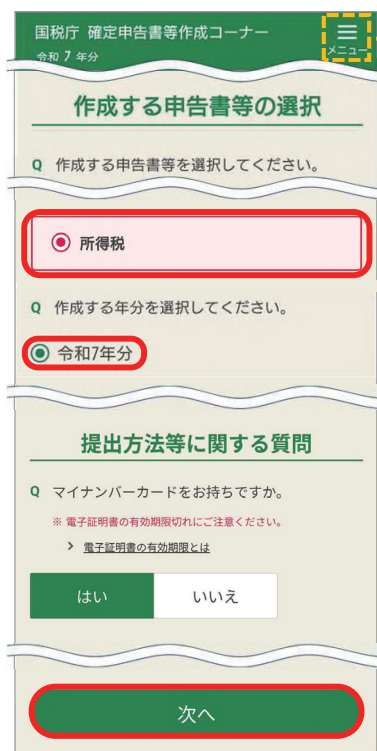 国税庁 確定申告書等作成コーナー
令和 7 年分
メニュー
作成する申告書等の選択
Q 作成する申告書等を選択してください。
所得税
Q 作成する年分を選択してください。
令和7年分
提出方法等に関する質問
Q マイナンバーカードをお持ちですか。
※ 電子証明書の有効期限切れにご注意ください。
> 電子証明書の有効期限とは
はい いいえ
次へ